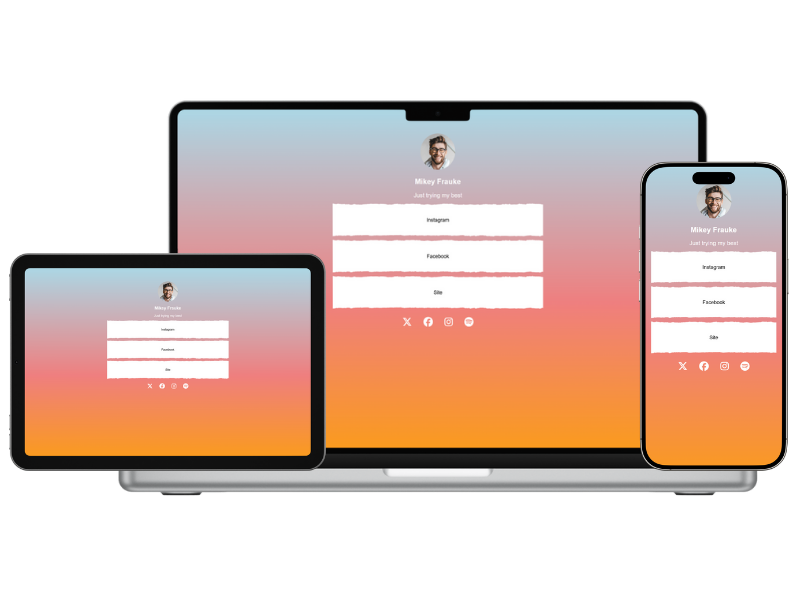 Mikey Frauke
Just trying my best
Instagram
Facebook
Site
Mikey Frauke
Just trying my best
Instagram
Facebook
Site
Mikey Frauke
Just trying my best
Instagram
Facebook
Site